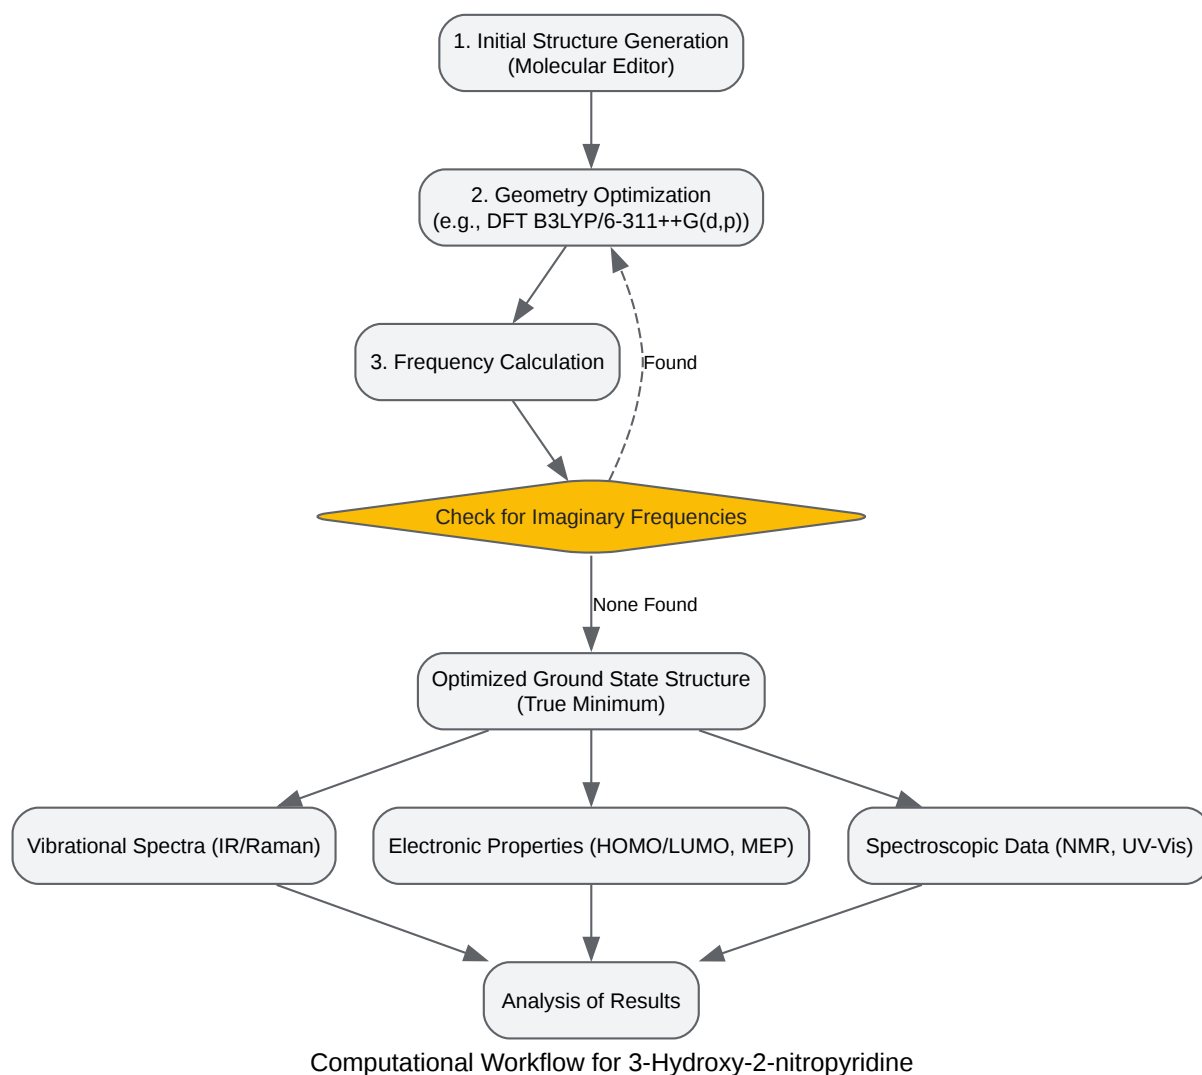 1. Initial Structure Generation
(Molecular Editor)
2. Geometry Optimization
(e.g., DFT B3LYP/6-311++G(d,p))
3. Frequency Calculation
Found
Check for Imaginary Frequencies
None Found
Optimized Ground State Structure
(True Minimum)
Vibrational Spectra (IR/Raman)
Electronic Properties (HOMO/LUMO, MEP)
Spectroscopic Data (NMR, UV-Vis)
Analysis of Results
Computational Workflow for 3-Hydroxy-2-nitropyridine